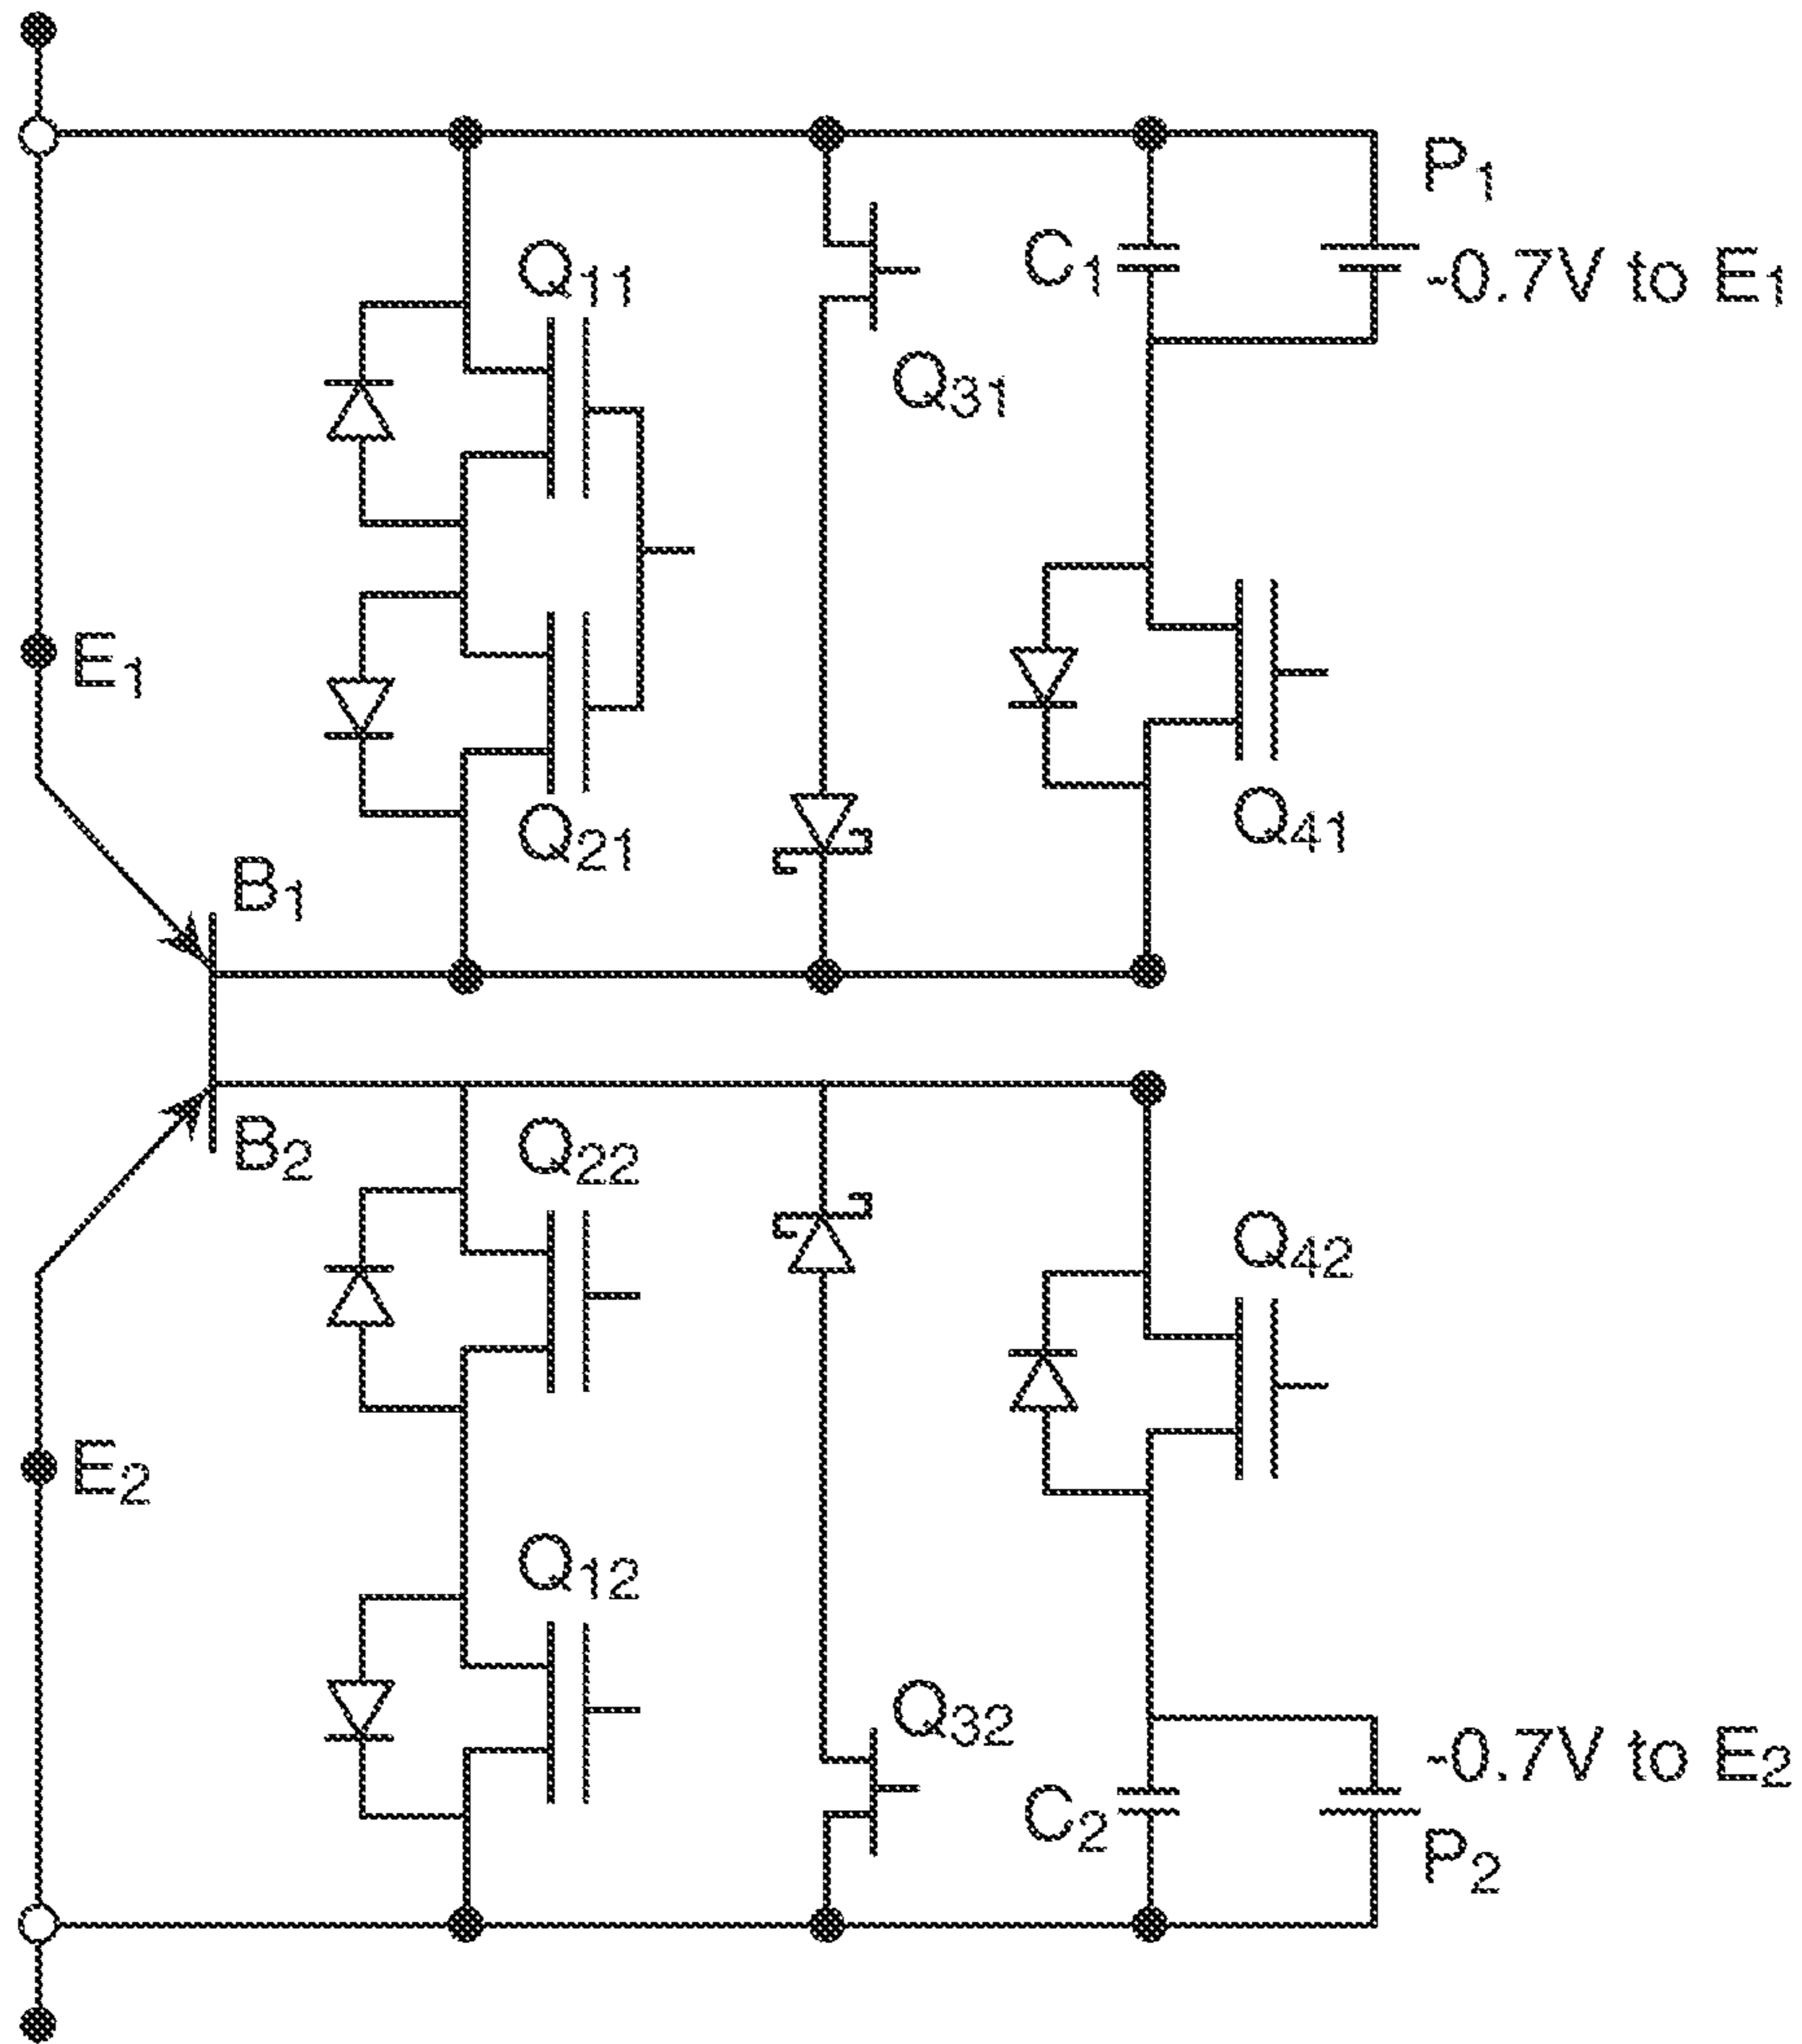 P₁
Q₁₁
C₁
-0.7V to E₁
Q₃₁
E₁
Q₂₁
Q₄₁
B₁
B₂
Q₂₂
Q₄₂
E₂
Q₁₂
Q₃₂
-0.7V to E₂
C₂
P₂